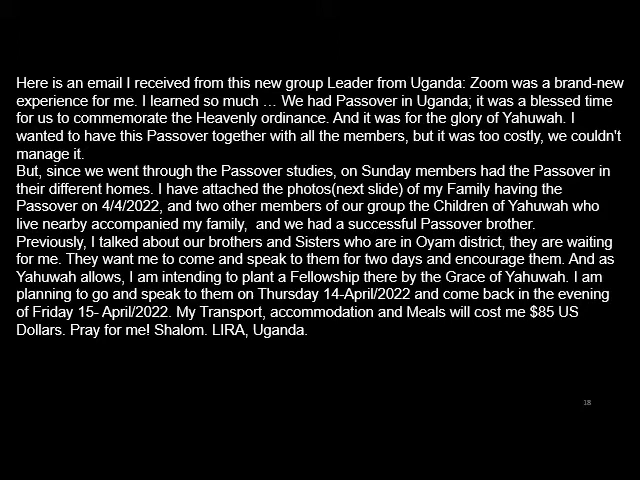 Here is an email I received from this new group Leader from Uganda: Zoom was a brand-new
experience for me. I learned so much … We had Passover in Uganda; it was a blessed time
for us to commemorate the Heavenly ordinance. And it was for the glory of Yahuwah. I
wanted to have this Passover together with all the members, but it was too costly, we couldn't
manage it.
But, since we went through the Passover studies, on Sunday members had the Passover in
their different homes. I have attached the photos(next slide) of my Family having the
Passover on 4/4/2022, and two other members of our group the Children of Yahuwah who
live nearby accompanied my family,  and we had a successful Passover brother.
Previously, I talked about our brothers and Sisters who are in Oyam district, they are waiting
for me. They want me to come and speak to them for two days and encourage them. And as
Yahuwah allows, I am intending to plant a Fellowship there by the Grace of Yahuwah. I am
planning to go and speak to them on Thursday 14-April/2022 and come back in the evening
of Friday 15- April/2022. My Transport, accommodation and Meals will cost me $85 US
Dollars. Pray for me! Shalom. LIRA, Uganda.
18